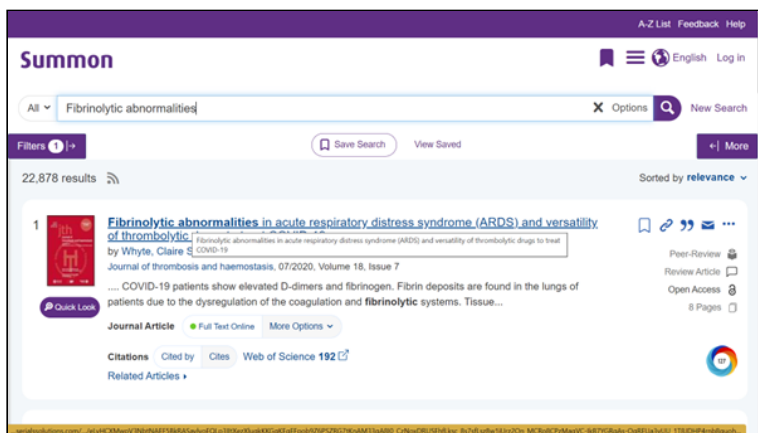 A-Z List Feedback Help
Summon
English Log in
All Fibrinolytic abnormalities X Options New Search
Filters 1
Save Search View Saved
More
22,878 results
Sorted by relevance
1
jth
Fibrinolytic abnormalities in acute respiratory distress syndrome (ARDS) and versatility
of thrombolytic
Fibrinolytic abnormalities in acute respiratory distress syndrome (ARDS) and versatility of thrombolytic drugs to treat
COVID-19
by Whyte, Claire S
Journal of thrombosis and haemostasis, 07/2020, Volume 18, Issue 7
.... COVID-19 patients show elevated D-dimers and fibrinogen. Fibrin deposits are found in the lungs of
patients due to the dysregulation of the coagulation and fibrinolytic systems. Tissue...
Quick Look
Journal Article Full Text Online More Options
Citations Cited by Cites Web of Science 192
Related Articles
Peer-Review
Review Article
Open Access
8 Pages
127